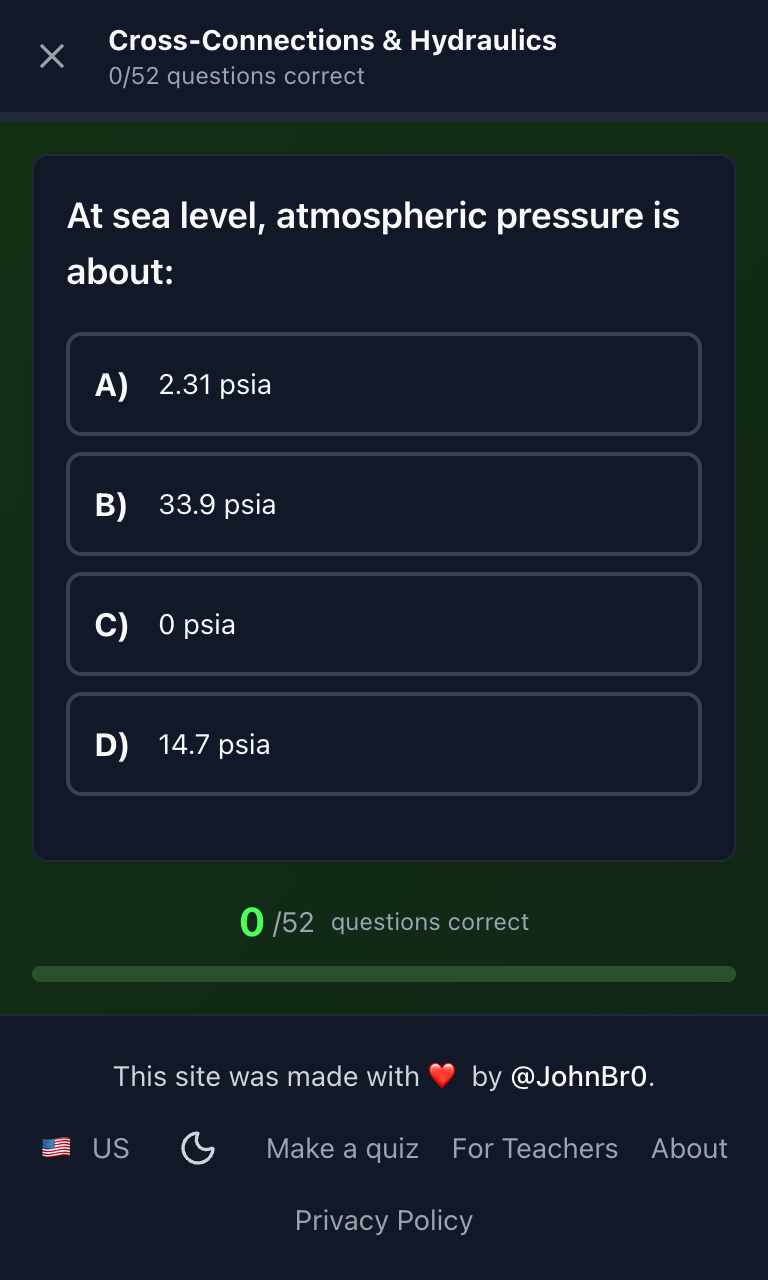 Cross-Connections & Hydraulics
0/52 questions correct
At sea level, atmospheric pressure is
about:
A) 2.31 psia
B) 33.9 psia
C) 0 psia
D) 14.7 psia
0 /52 questions correct
This site was made with ❤️ by @JohnBr0.
🇺🇸 US Make a quiz For Teachers About
Privacy Policy